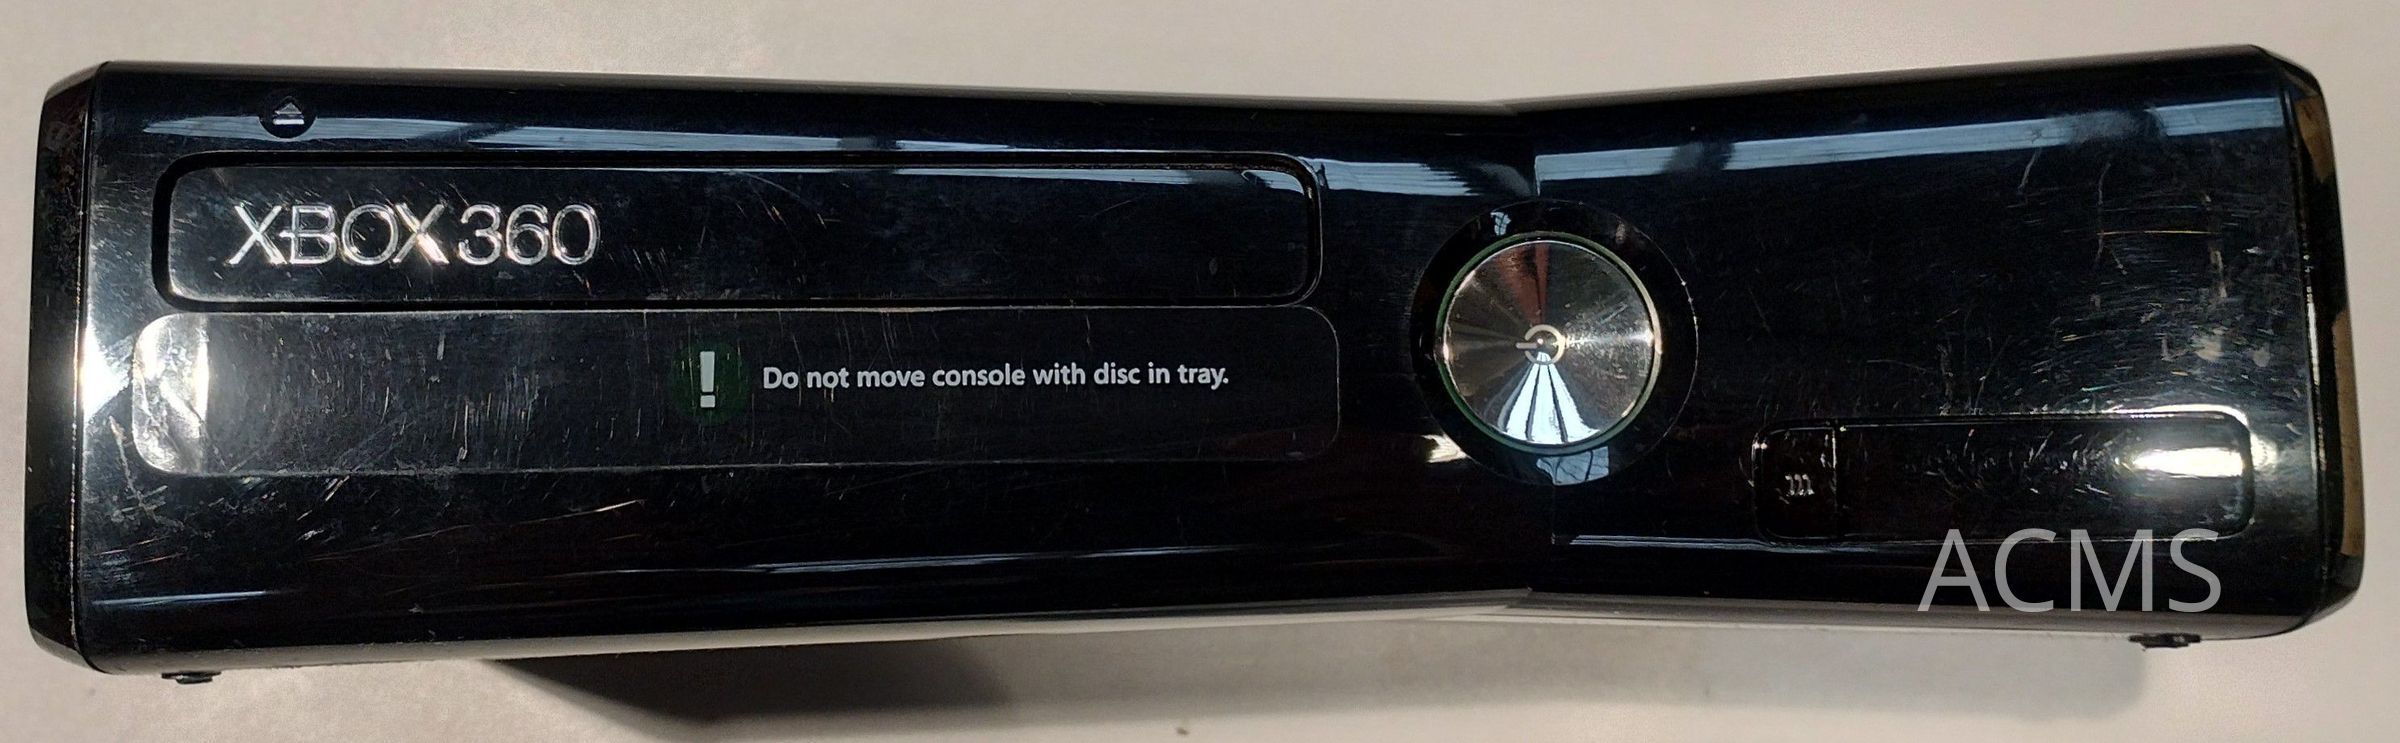 XBOX 360
! Do not move console with disc in tray.
ACMS